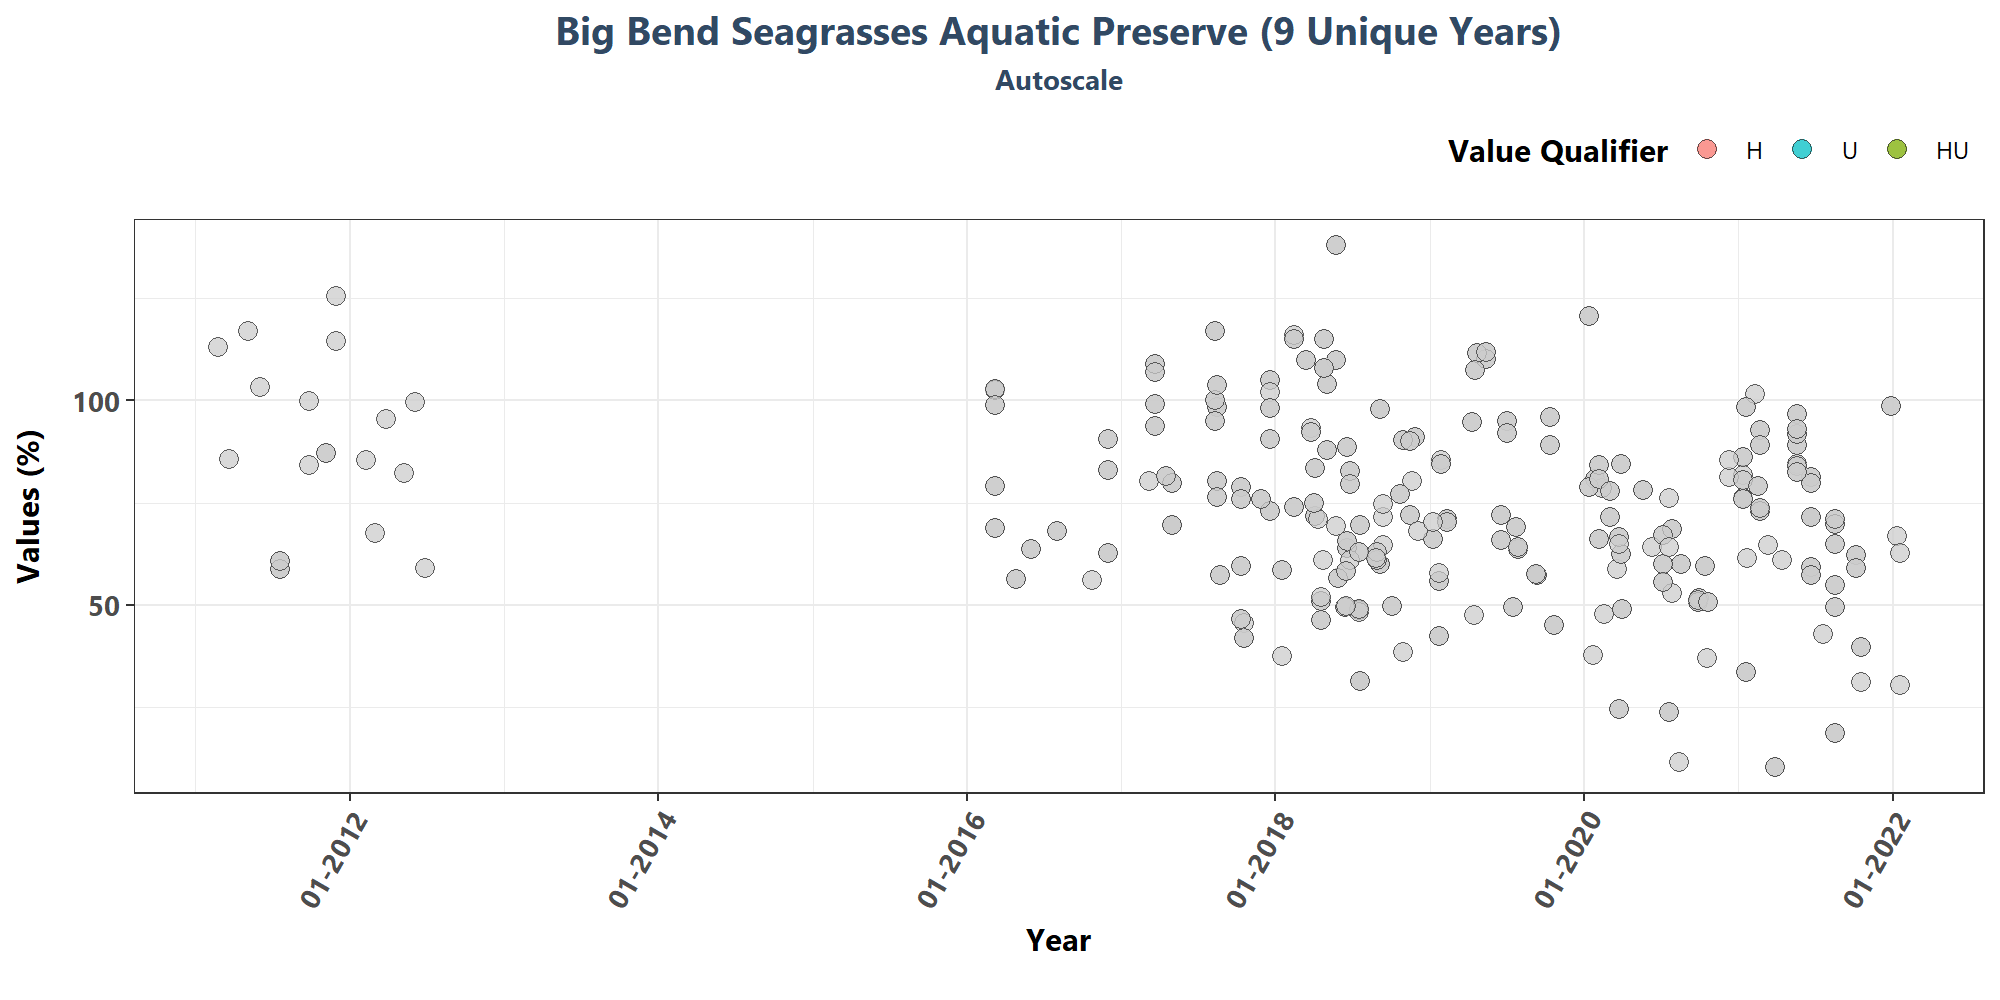 Big Bend Seagrasses Aquatic Preserve (9 Unique Years)
Autoscale
Value Qualifier H U HU
Values (%)
100
50
01-2012
01-2014
01-2016
01-2018
01-2020
01-2022
Year